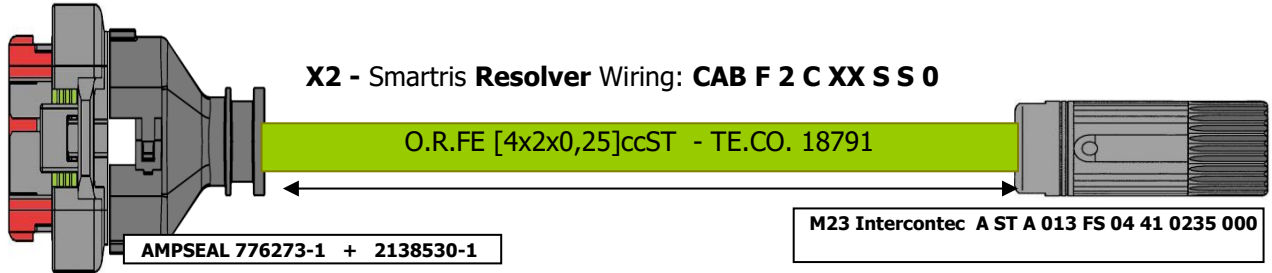 X2 - Smartris Resolver Wiring: CAB F 2 C XX S S 0
O.R.FE [4x2x0,25]ccST - TE.CO. 18791
M23 Intercontec A ST A 013 FS 04 41 0235 000
AMPSEAL 776273-1 + 2138530-1